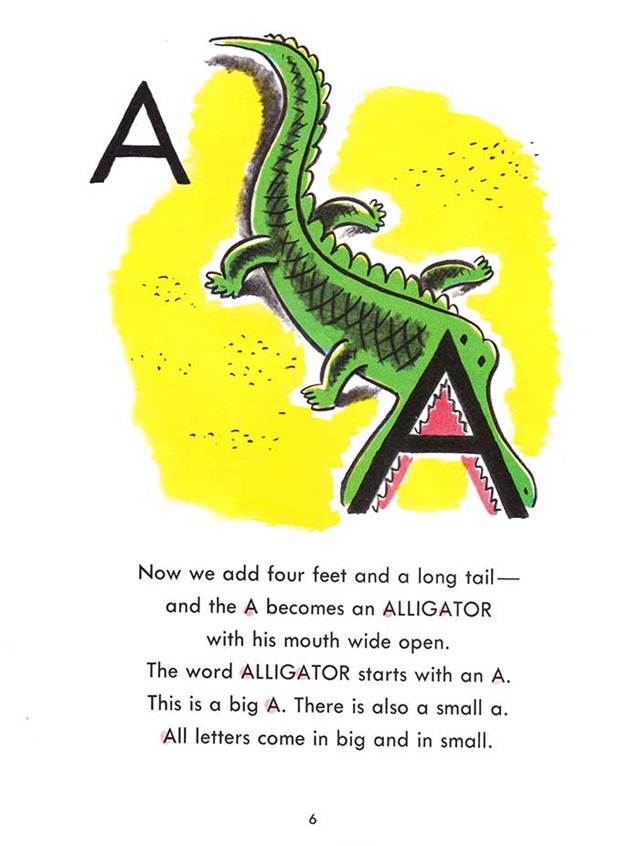 A
A
Now we add four feet and a long tail—
and the A becomes an ALLIGATOR
with his mouth wide open.
The word ALLIGATOR starts with an A.
This is a big A. There is also a small a.
All letters come in big and in small.
6